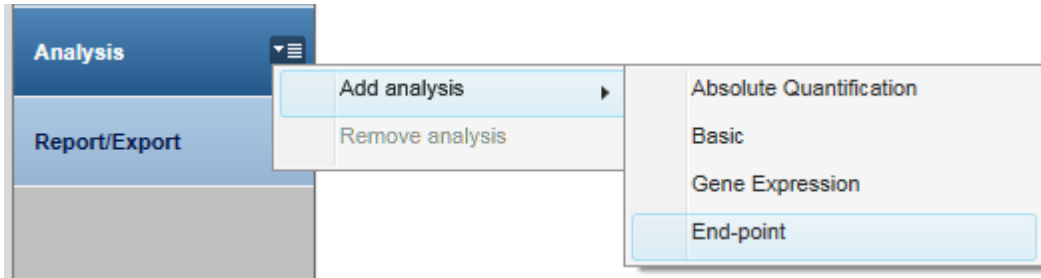 Analysis
Report/Export
Add analysis
Remove analysis
Absolute Quantification
Basic
Gene Expression
End-point